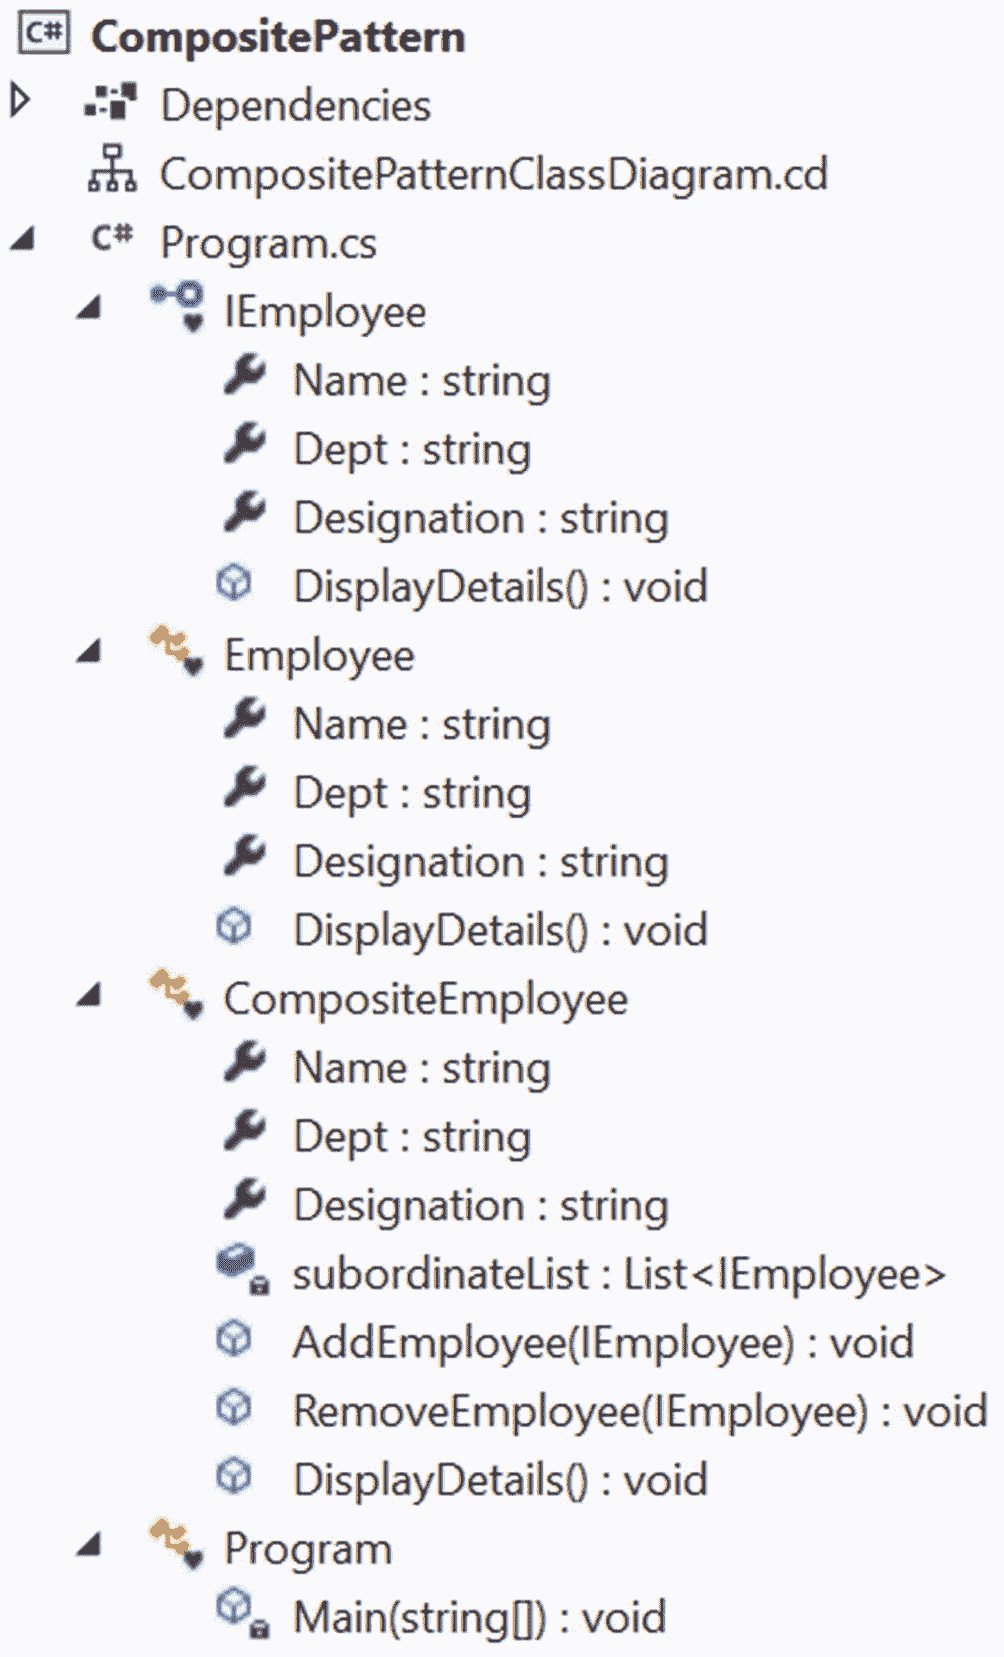 C# CompositePattern
Dependencies
CompositePatternClassDiagram.cd
C# Program.cs
IEmployee
Name : string
Dept : string
Designation : string
DisplayDetails() : void
Employee
Name : string
Dept : string
Designation : string
DisplayDetails() : void
CompositeEmployee
Name : string
Dept : string
Designation : string
subordinateList : List<IEmployee>
AddEmployee(IEmployee) : void
RemoveEmployee(IEmployee) : void
DisplayDetails() : void
Program
Main(string[]) : void